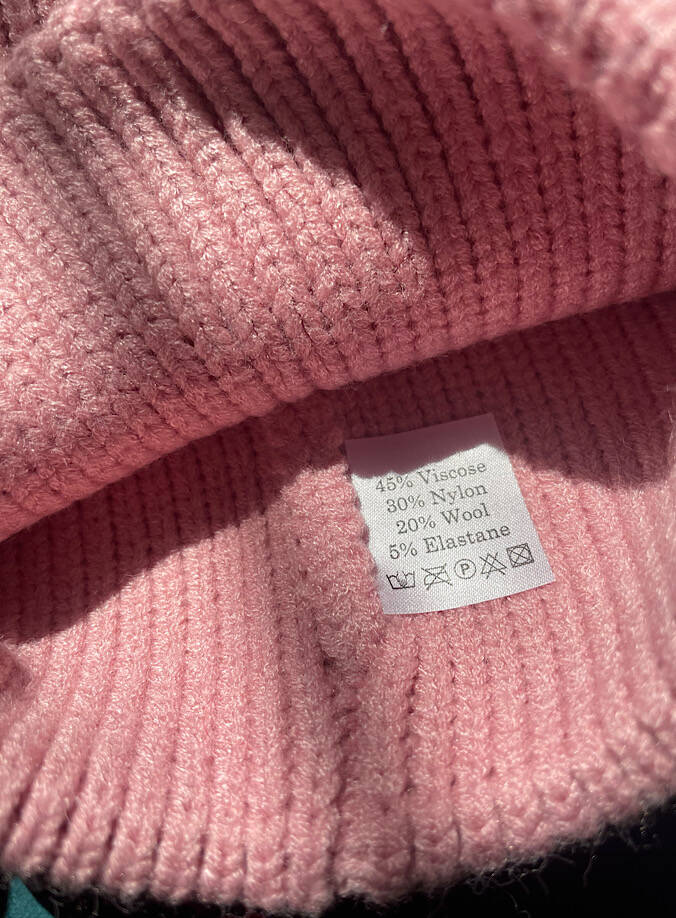 45% Viscose
30% Nylon
20% Wool
5% Elastane
P